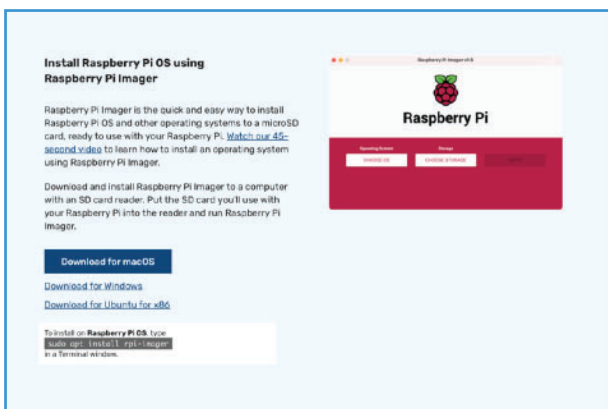 Install Raspberry Pi OS using
Raspberry Pi Imager
Raspberry Pi Imager is the quick and easy way to install
Raspberry Pi OS and other operating systems to a microSD
card, ready to use with your Raspberry Pi. Watch our 45-
second video to learn how to install an operating system
using Raspberry Pi Imager.
Download and install Raspberry Pi Imager to a computer
with an SD card reader. Put the SD card you'll use with
your Raspberry Pi into the reader and run Raspberry Pi
Imager.
Download for macOS
Download for Windows
Download for Ubuntu for x86
To install on Raspberry Pi OS, type
sudo apt install rpi-imager
in a Terminal window.
Raspberry Pi Imager
Raspberry Pi
Operating System
Storage
CHOOSE OS
CHOOSE STORAGE